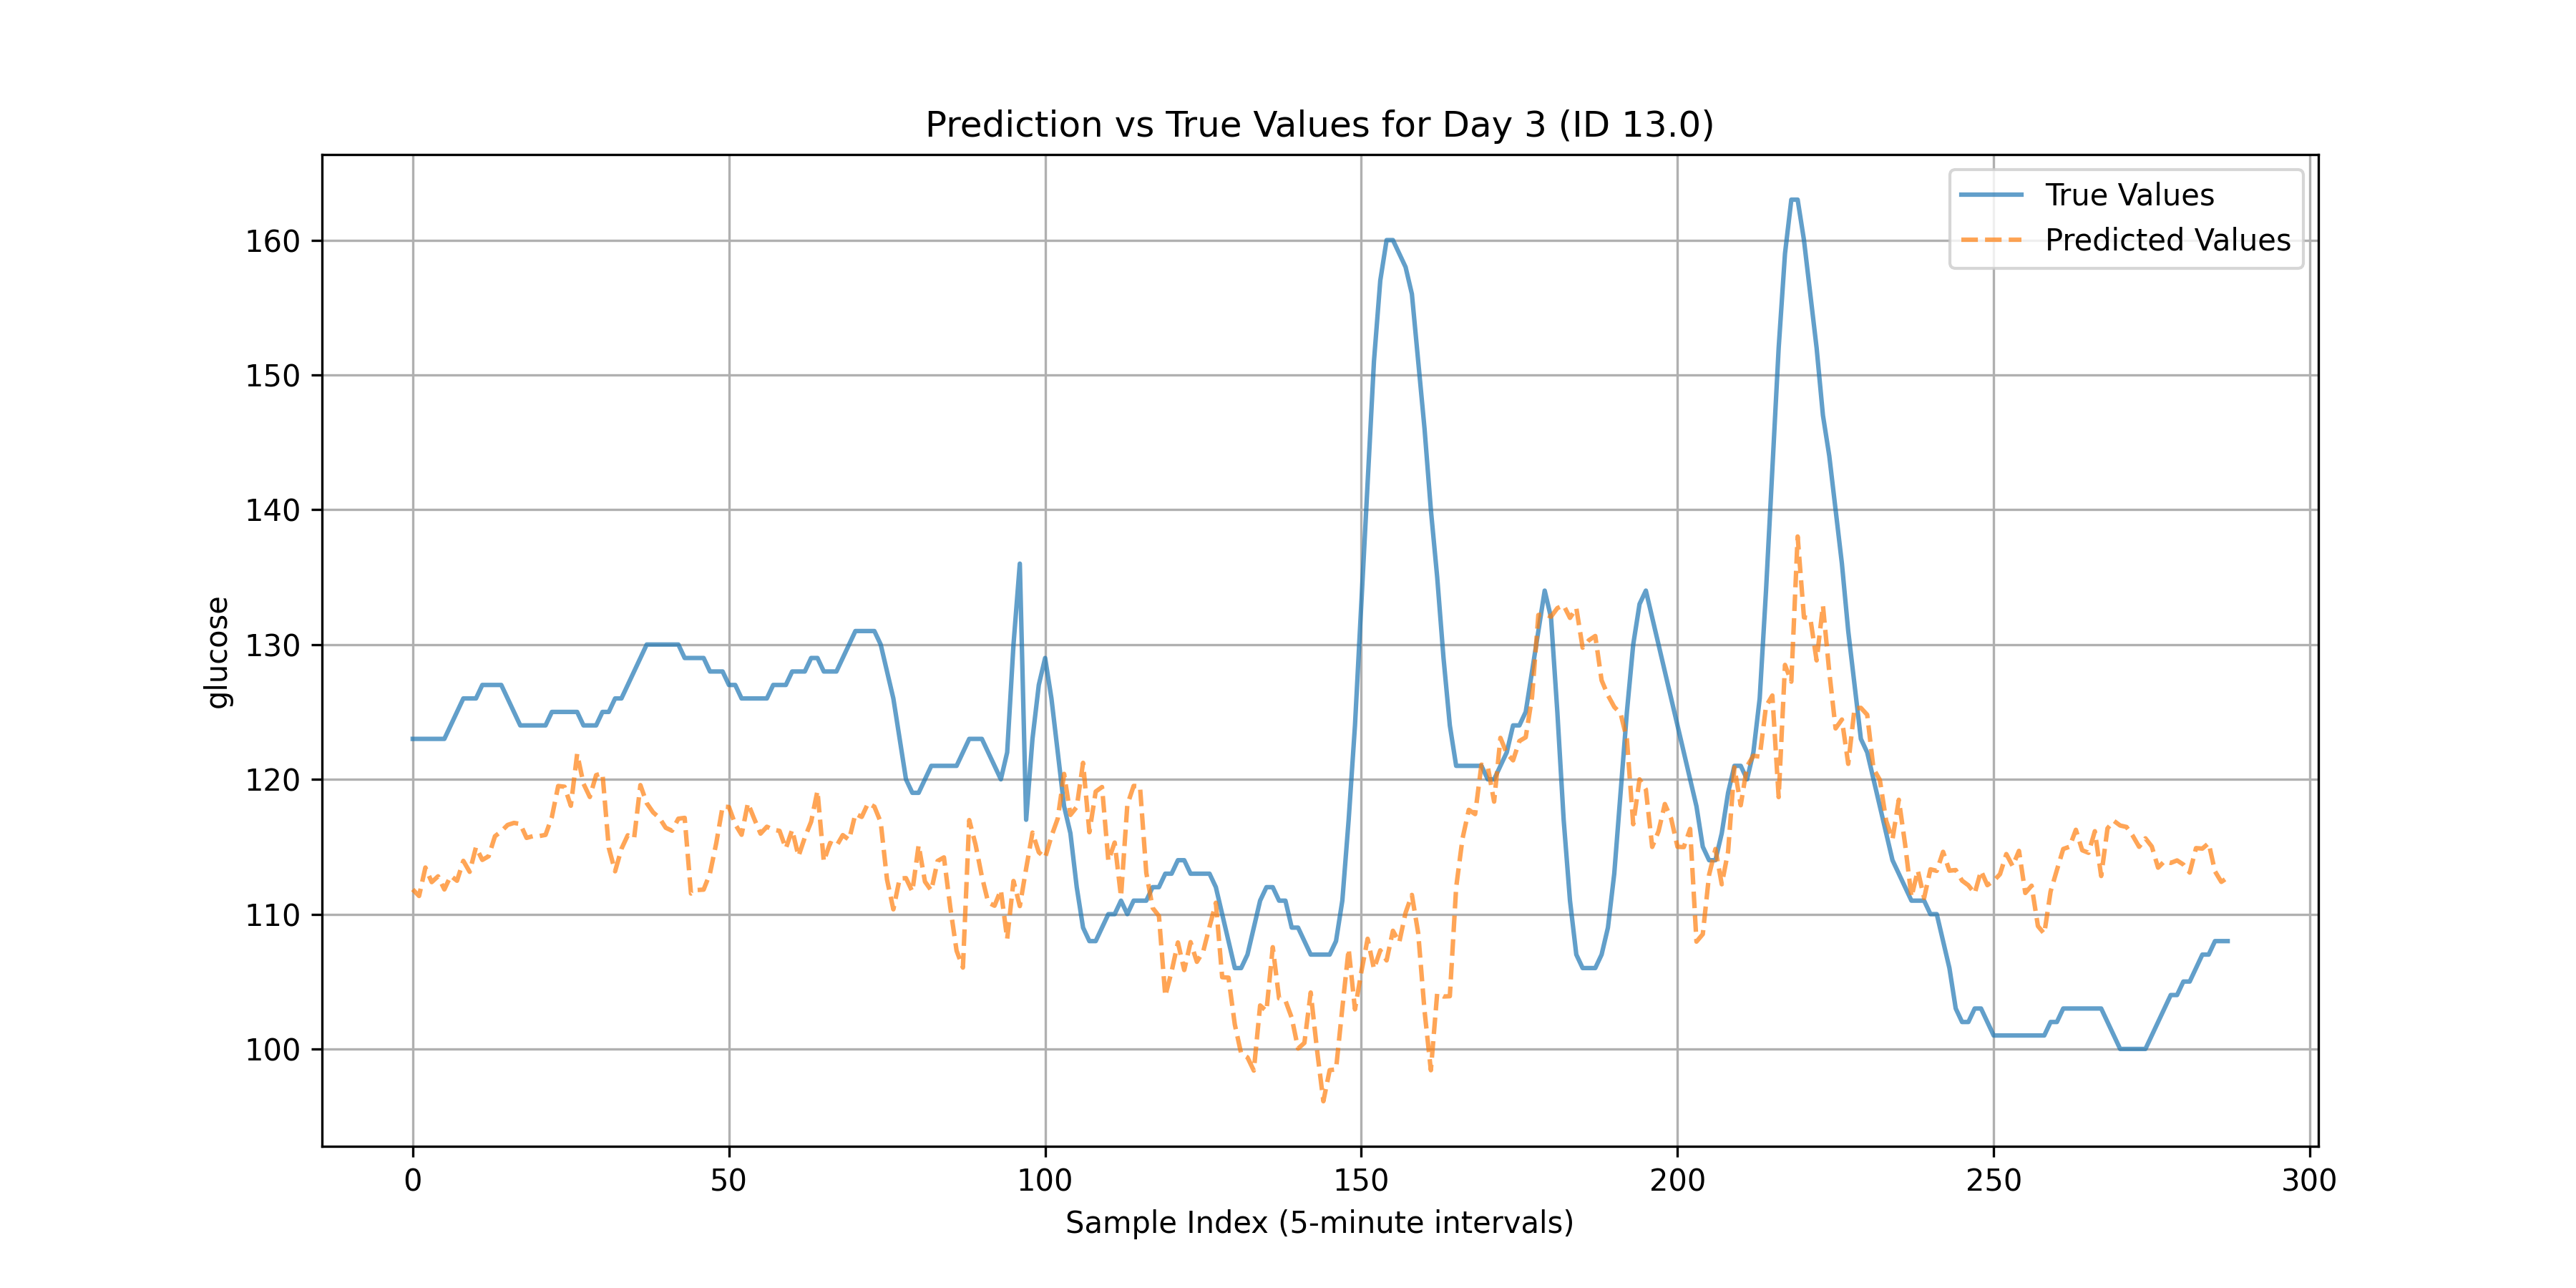 Prediction vs True Values for Day 3 (ID 13.0)
True Values
Predicted Values
160
150
140
130
120
110
100
glucose
0 50 100 150 200 250 300
Sample Index (5-minute intervals)